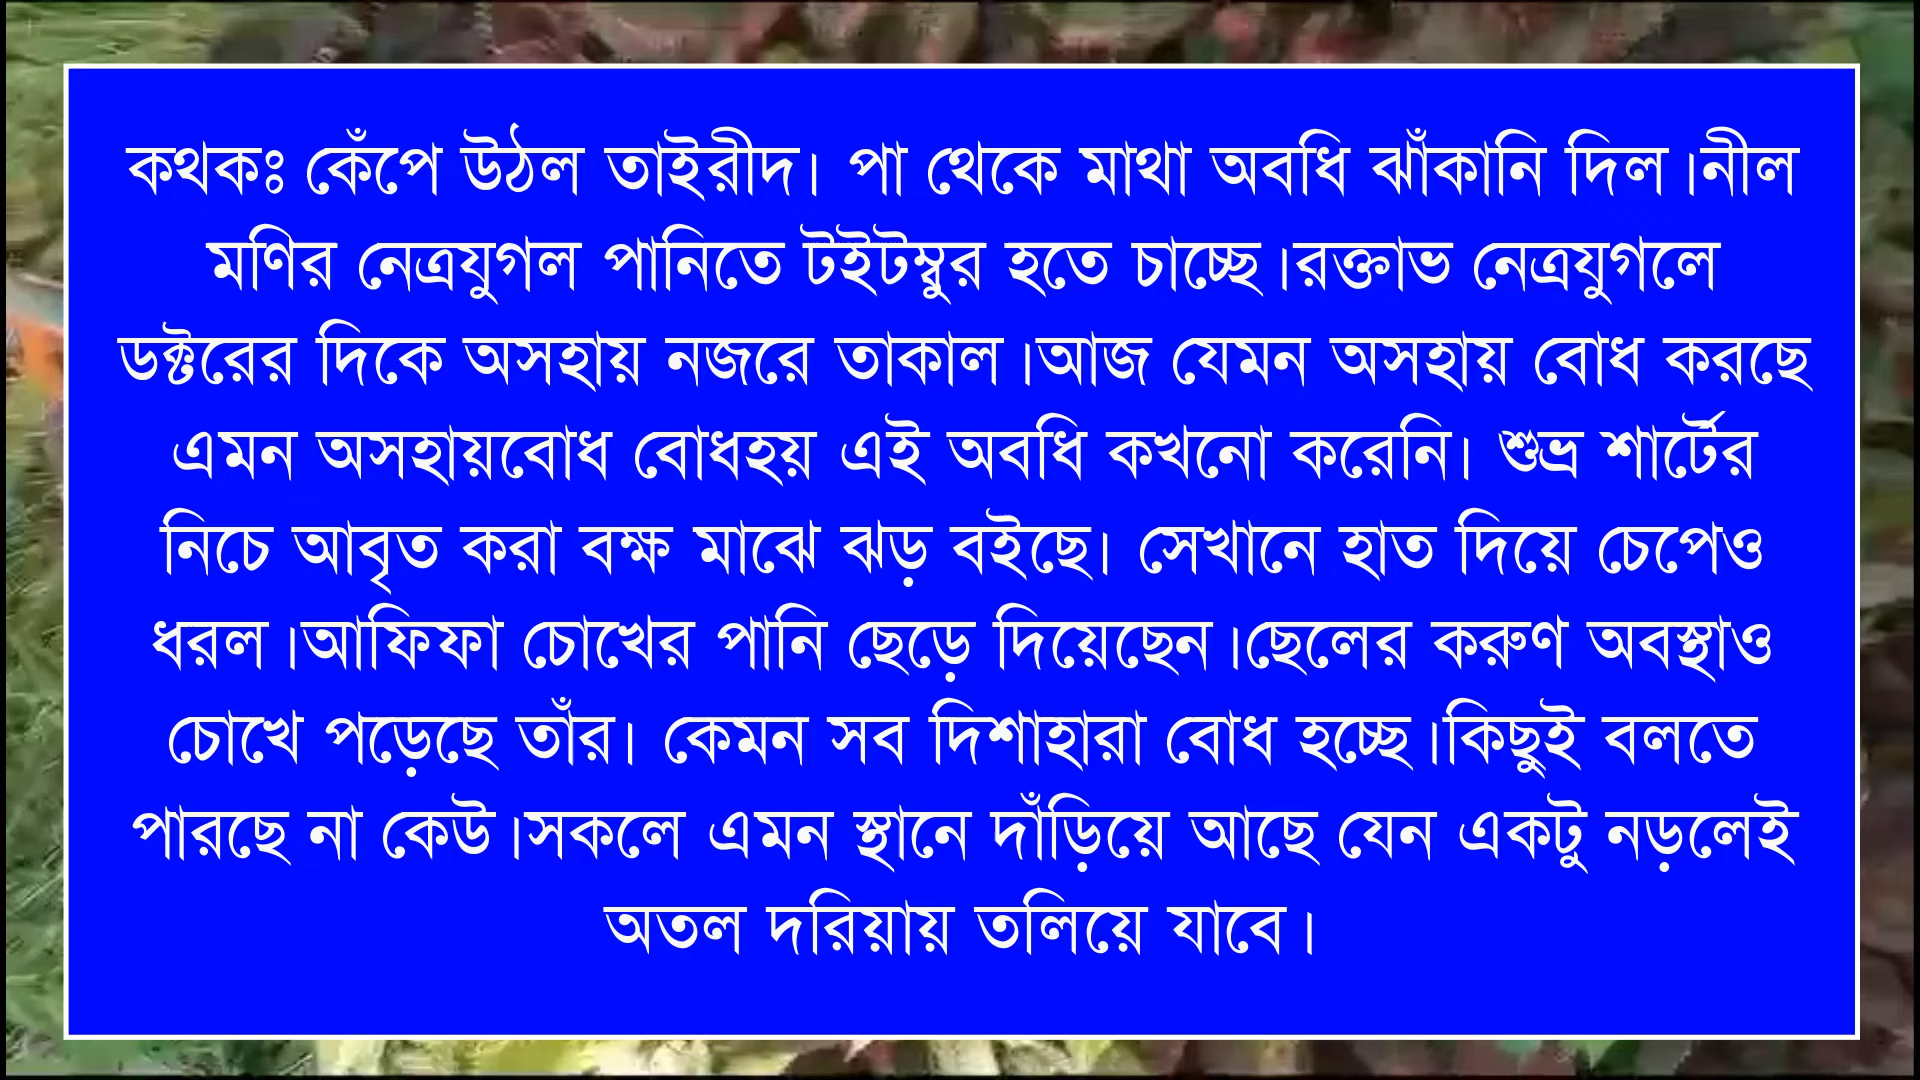 কথকঃ কেঁপে উঠল তাইরীদ। পা থেকে মাথা অবধি ঝাঁকানি দিল।নীল
মণির নেত্রযুগল পানিতে টইটম্বুর হতে চাচ্ছে।রক্তাভ নেত্রযুগলে
ডক্টরের দিকে অসহায় নজরে তাকাল।আজ যেমন অসহায় বোধ করছে
এমন অসহায়বোধ বোধহয় এই অবধি কখনো করেনি। শুভ্র শার্টের
নিচে আবৃত করা বক্ষ মাঝে ঝড় বইছে। সেখানে হাত দিয়ে চেপেও
ধরল।আফিফা চোখের পানি ছেড়ে দিয়েছেন।ছেলের করুণ অবস্থাও
চোখে পড়েছে তাঁর। কেমন সব দিশাহারা বোধ হচ্ছে।কিছুই বলতে
পারছে না কেউ।সকলে এমন স্থানে দাঁড়িয়ে আছে যেন একটু নড়লেই
অতল দরিয়ায় তলিয়ে যাবে।